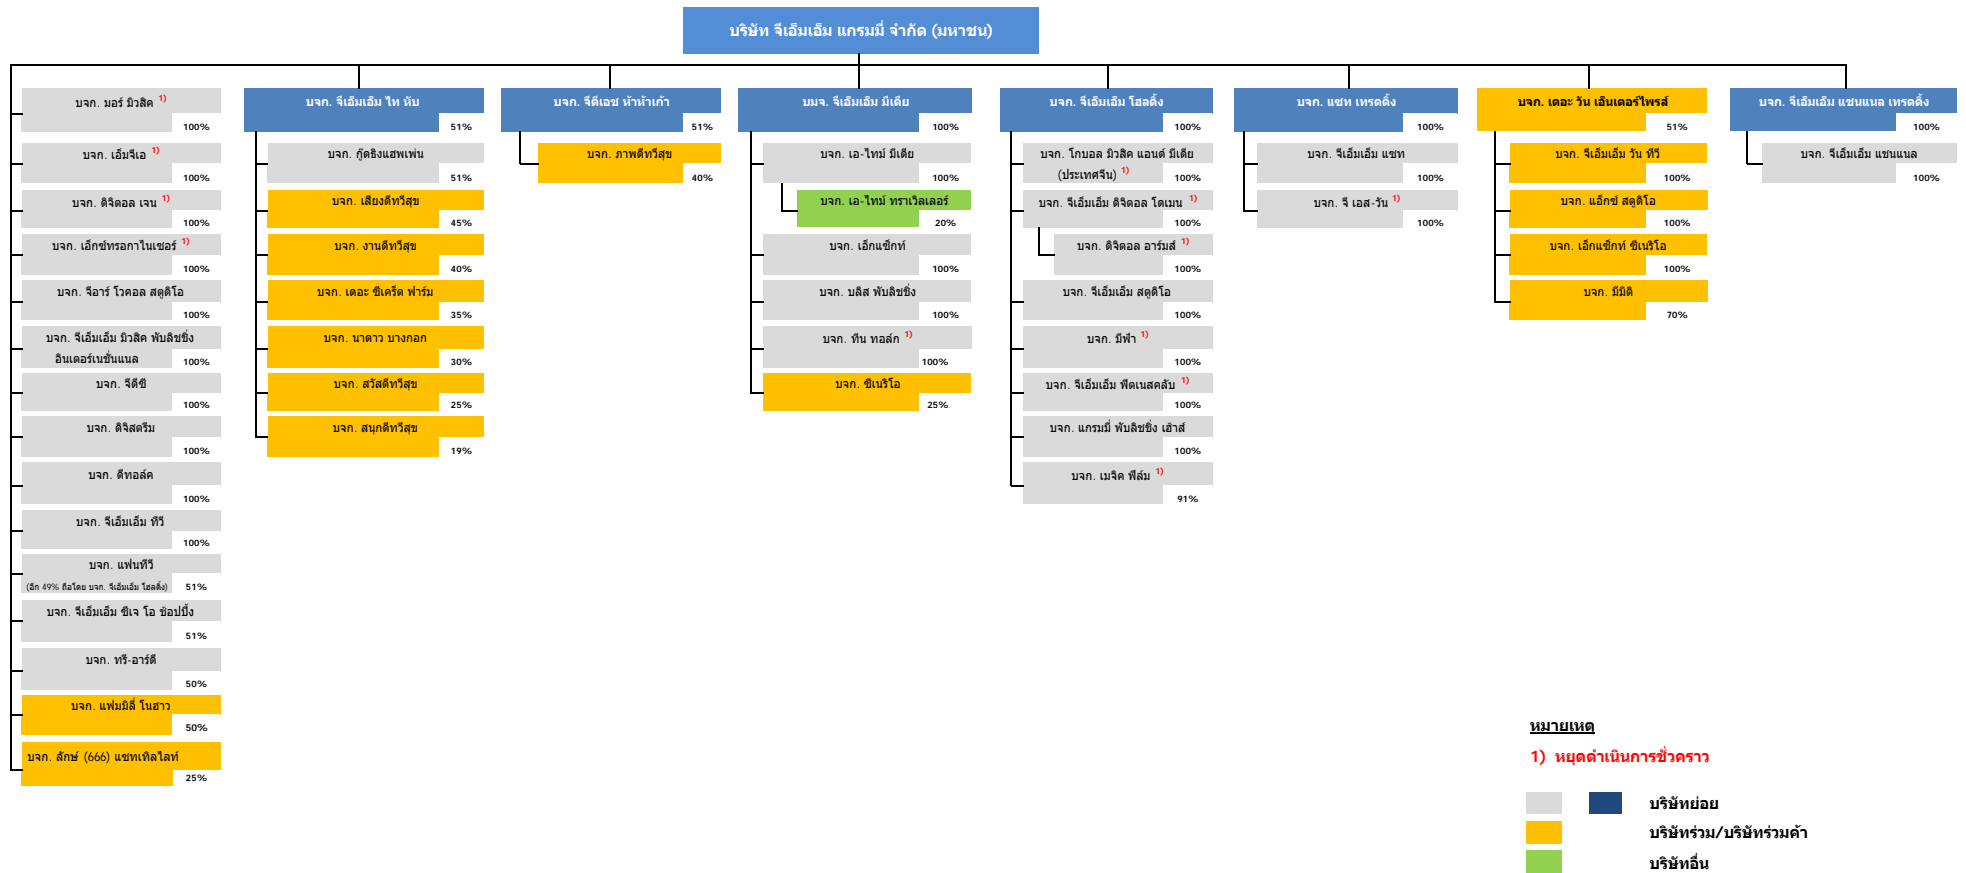 บริษัท จีเอ็มเอ็ม แกรมมี่ จำกัด (มหาชน)
บจก. มอร์ มิวสิค 1)
100%
บจก. เอ็มจีเอ 1)
100%
บจก. ดิจิตอล เจน 1)
100%
บจก. เอ็กซ์ทรอกาไนเซอร์ 1)
100%
บจก. จีอาร์ โวคอล สตูดิโอ
100%
บจก. จีเอ็มเอ็ม มิวสิค พับลิชชิ่ง
อินเตอร์เนชั่นแนล
100%
บจก. จีดีซี
100%
บจก. ดิจิสตรีม
100%
บจก. ดีทอล์ค
100%
บจก. จีเอ็มเอ็ม ทีวี
100%
บจก. แฟนทีวี
(อีก 49% ถือโดย บจก. จีเอ็มเอ็ม โฮลดิ้ง)
51%
บจก. จีเอ็มเอ็ม ซีเจ โอ ช้อปปิ้ง
51%
บจก. ทรี-อาร์ดี
50%
บจก. แฟมมิลี่ โนฮาว
50%
บจก. ลักษ์ (666) แซทเทิลไลท์
25%
บจก. จีเอ็มเอ็ม ไท หับ
51%
บจก. กู๊ดธิงแฮพเพ่น
51%
บจก. เสียงดีทวีสุข
45%
บจก. งานดีทวีสุข
40%
บจก. เดอะ ซีเคร็ต ฟาร์ม
35%
บจก. นาดาว บางกอก
30%
บจก. สวัสดีทวีสุข
25%
บจก. สนุกดีทวีสุข
19%
บจก. จีดีเอช ห้าห้าเก้า
51%
บจก. ภาพดีทวีสุข
40%
บมจ. จีเอ็มเอ็ม มีเดีย
100%
บจก. เอ-ไทม์ มีเดีย
100%
บจก. เอ-ไทม์ ทราเวิลเลอร์
20%
บจก. เอ็กแซ็กท์
100%
บจก. บลิส พับลิชชิ่ง
100%
บจก. ทีน ทอล์ก 1)
100%
บจก. ซีเนริโอ
25%
บจก. จีเอ็มเอ็ม โฮลดิ้ง
100%
บจก. โกบอล มิวสิค แอนด์ มีเดีย
(ประเทศจีน) 1)
100%
บจก. จีเอ็มเอ็ม ดิจิตอล โดเมน 1)
100%
บจก. ดิจิตอล อาร์มส์ 1)
100%
บจก. จีเอ็มเอ็ม สตูดิโอ
100%
บจก. มีฟ้า 1)
100%
บจก. จีเอ็มเอ็ม ฟิตเนสคลับ 1)
100%
บจก. แกรมมี่ พับลิชชิ่ง เฮ้าส์
100%
บจก. เมจิค ฟิล์ม 1)
91%
บจก. แซท เทรดดิ้ง
100%
บจก. จีเอ็มเอ็ม แซท
100%
บจก. จี เอส-วัน 1)
100%
บจก. เดอะ วัน เอ็นเตอร์ไพรส์
51%
บจก. จีเอ็มเอ็ม วัน ทีวี
100%
บจก. แอ็กซ์ สตูดิโอ
100%
บจก. เอ็กแซ็กท์ ซีเนริโอ
100%
บจก. มีมิติ
70%
บจก. จีเอ็มเอ็ม แชนแนล เทรดดิ้ง
100%
บจก. จีเอ็มเอ็ม แชนแนล
100%
หมายเหตุ
1) หยุดดำเนินการชั่วคราว
บริษัทย่อย
บริษัทร่วม/บริษัทร่วมค้า
บริษัทอื่น